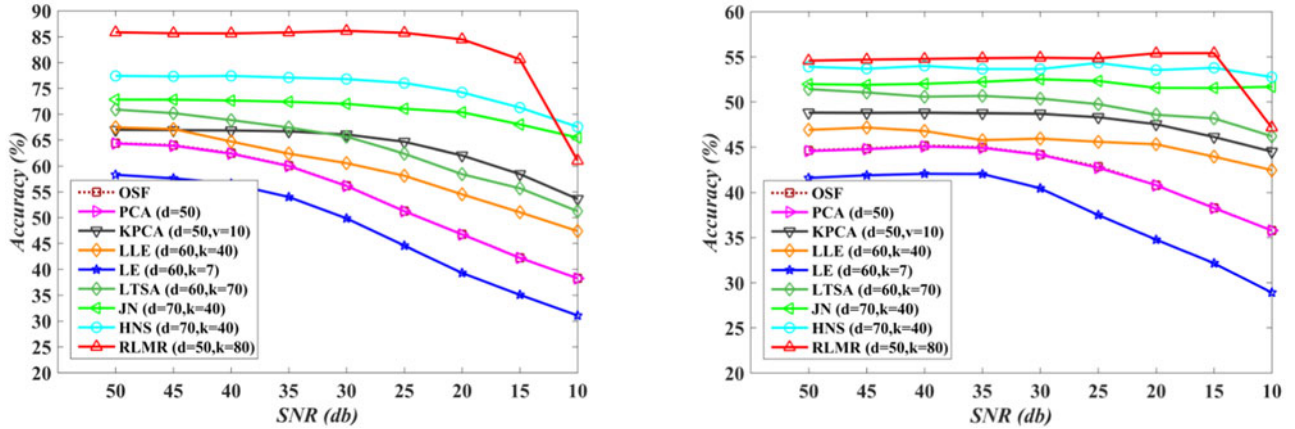 90
85
80
75
70
65
60
55
50
45
40
35
30
25
20
Accuracy (%)
OSF
PCA (d=50)
KPCA (d=50,v=10)
LLE (d=60,k=40)
LE (d=60,k=7)
LTSA (d=60,k=70)
JN (d=70,k=40)
HNS (d=70,k=40)
RLMR (d=50,k=80)
50 45 40 35 30 25 20 15 10
SNR (db)
60
55
50
45
40
35
30
25
20
Accuracy (%)
OSF
PCA (d=50)
KPCA (d=50,v=10)
LLE (d=60,k=40)
LE (d=60,k=7)
LTSA (d=60,k=70)
JN (d=70,k=40)
HNS (d=70,k=40)
RLMR (d=50,k=80)
50 45 40 35 30 25 20 15 10
SNR (db)